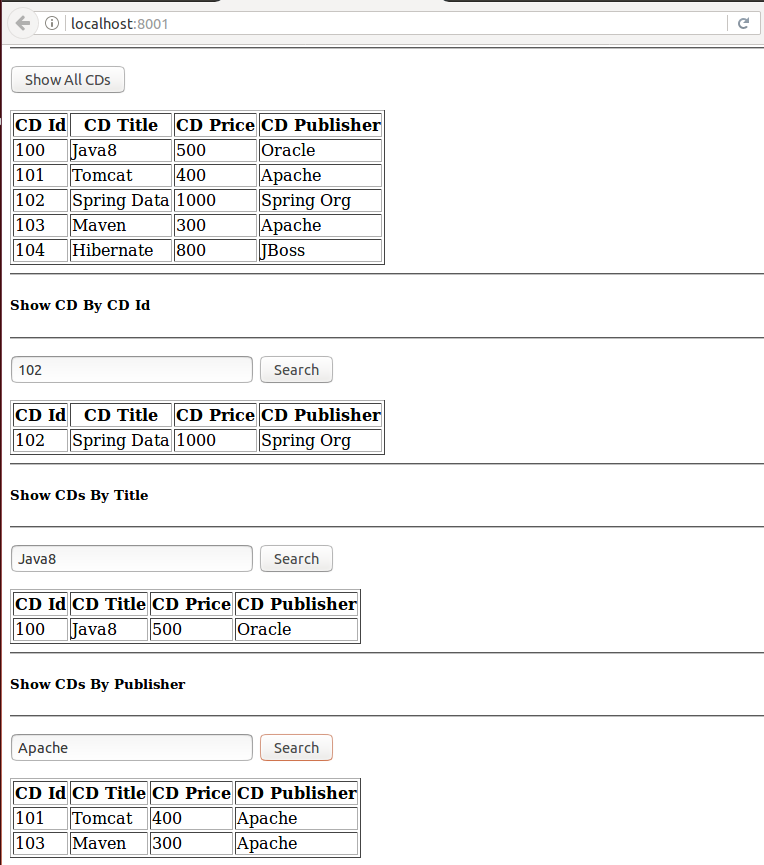 localhost:8001
Show All CDs
CD Id CD Title CD Price CD Publisher
100 Java8 500 Oracle
101 Tomcat 400 Apache
102 Spring Data 1000 Spring Org
103 Maven 300 Apache
104 Hibernate 800 JBoss
Show CD By CD Id
102 Search
CD Id CD Title CD Price CD Publisher
102 Spring Data 1000 Spring Org
Show CDs By Title
Java8 Search
CD Id CD Title CD Price CD Publisher
100 Java8 500 Oracle
Show CDs By Publisher
Apache Search
CD Id CD Title CD Price CD Publisher
101 Tomcat 400 Apache
103 Maven 300 Apache